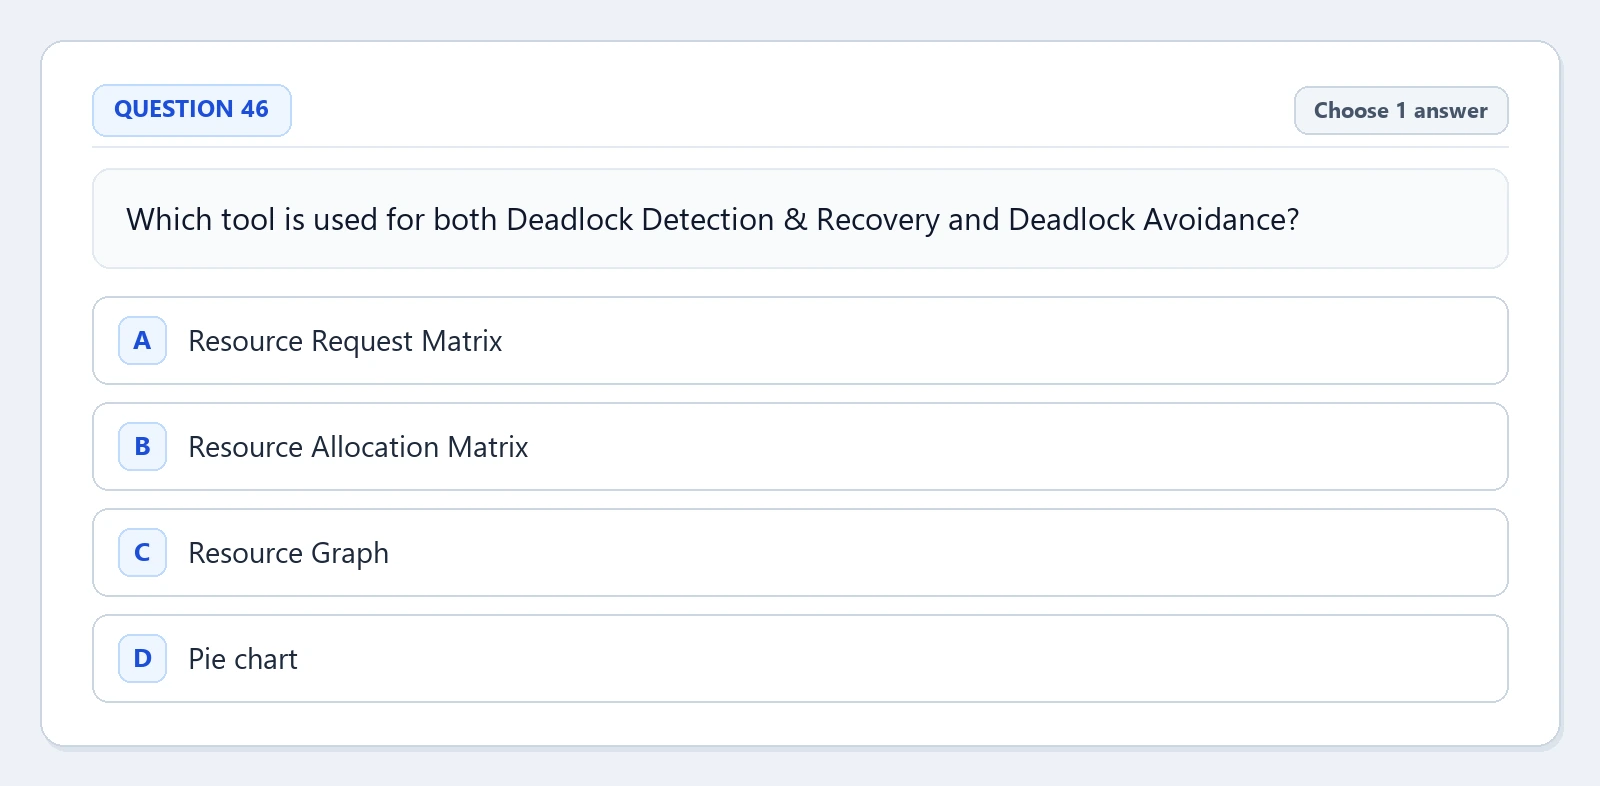 QUESTION 46
Choose 1 answer
Which tool is used for both Deadlock Detection & Recovery and Deadlock Avoidance?
A Resource Request Matrix
B Resource Allocation Matrix
C Resource Graph
D Pie chart